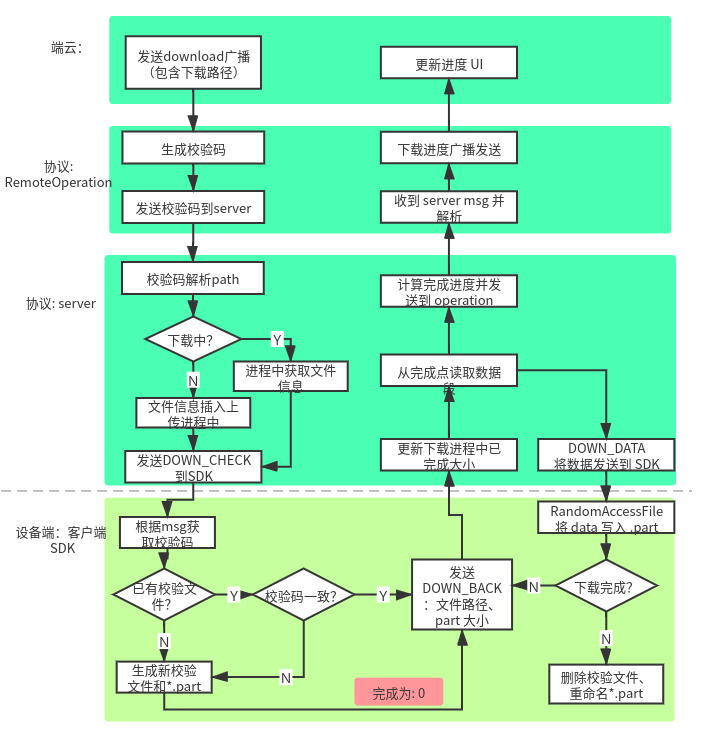 端云：
发送download广播
（包含下载路径）
更新进度 UI
协议:
RemoteOperation
生成校验码
发送校验码到server
下载进度广播发送
收到 server msg 并
解析
协议: server
校验码解析path
下载中?
Y
N
进程中获取文件
信息
文件信息插入上
传进程中
发送DOWN_CHECK
到SDK
计算完成进度并发
送到 operation
从完成点读取数据
段
更新下载进程中已
完成大小
DOWN_DATA
将数据发送到 SDK
设备端：客户端
SDK
根据msg获
取校验码
已有校验文
件?
Y
校验码一致?
Y
N
N
生成新校验
文件和*.part
发送
DOWN_BACK
：文件路径、
part 大小
完成为: 0
RandomAccessFile
将 data 写入 .part
下载完成?
N
N
删除校验文件、
重命名*.part